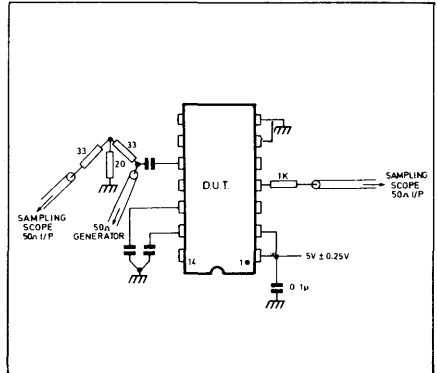 33
33
20
1K
D.U.T.
SAMPLING
SCOPE
50Ω I/P
SAMPLING
SCOPE
50Ω I/P
50Ω
GENERATOR
5V ± 0.25V
14
1
0.1μ